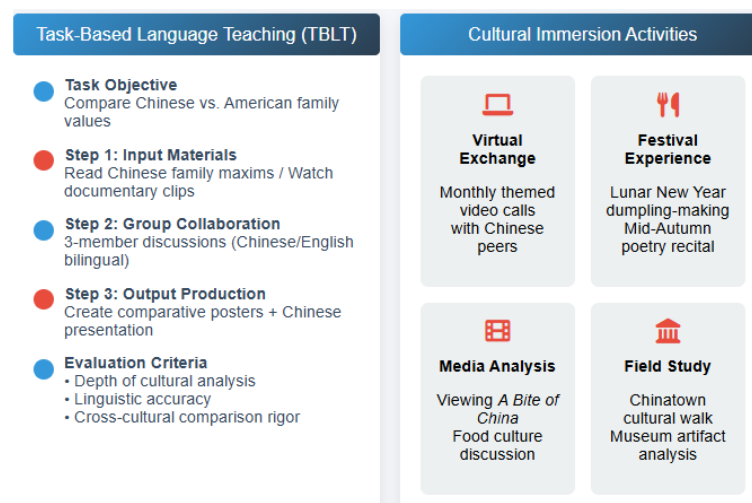 Task-Based Language Teaching (TBLT)
Task Objective
Compare Chinese vs. American family
values
Step 1: Input Materials
Read Chinese family maxims / Watch
documentary clips
Step 2: Group Collaboration
3-member discussions (Chinese/English
bilingual)
Step 3: Output Production
Create comparative posters + Chinese
presentation
Evaluation Criteria
• Depth of cultural analysis
• Linguistic accuracy
• Cross-cultural comparison rigor
Cultural Immersion Activities
Virtual
Exchange
Monthly themed
video calls
with Chinese
peers
Festival
Experience
Lunar New Year
dumpling-making
Mid-Autumn
poetry recital
Media Analysis
Viewing A Bite of
China
Food culture
discussion
Field Study
Chinatown
cultural walk
Museum artifact
analysis